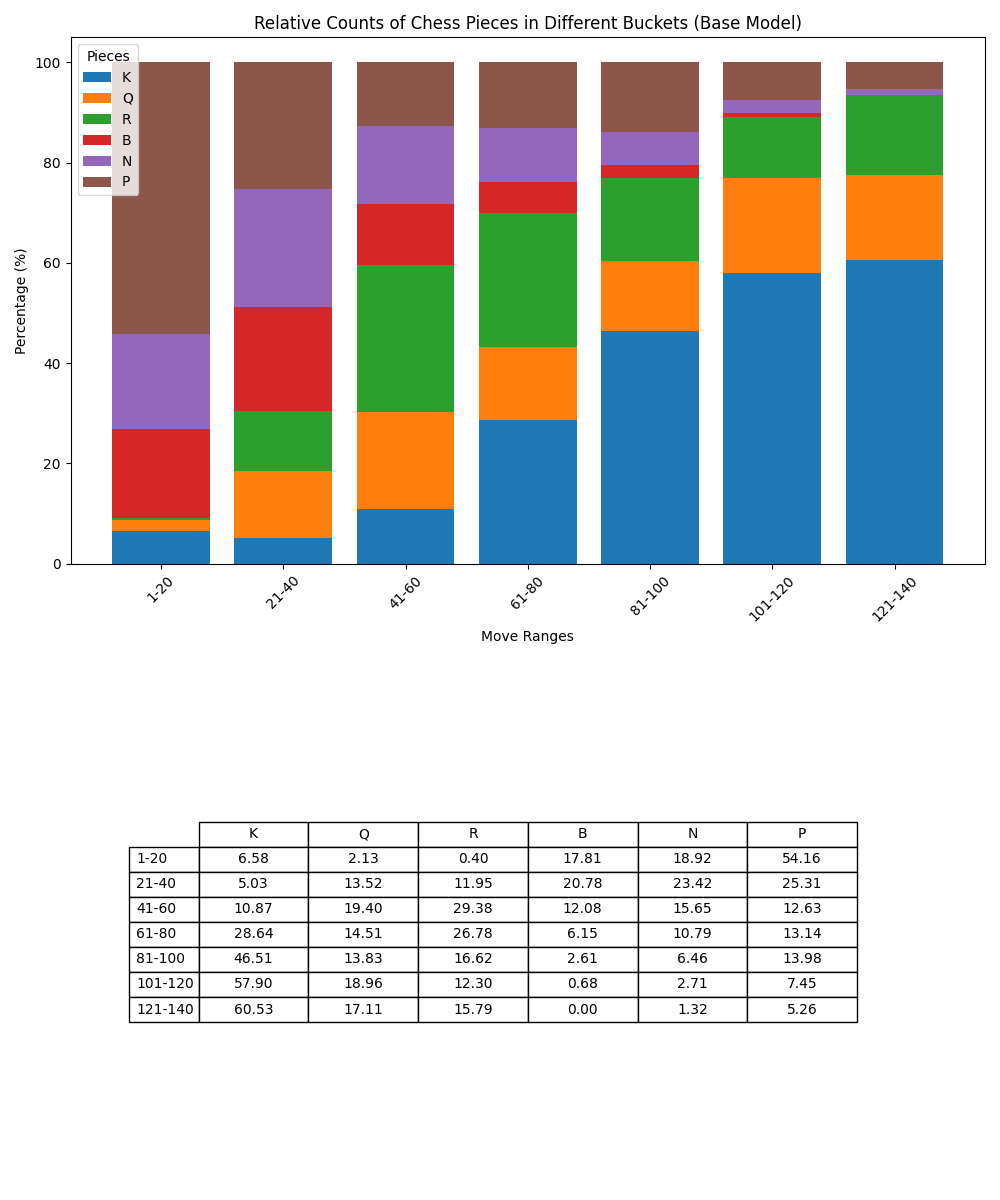 Relative Counts of Chess Pieces in Different Buckets (Base Model)
Pieces
K
Q
R
B
N
P
100
80
60
40
20
0
Percentage (%)
1-20
21-40
41-60
61-80
81-100
101-120
121-140
Move Ranges
K Q R B N P
1-20 6.58 2.13 0.40 17.81 18.92 54.16
21-40 5.03 13.52 11.95 20.78 23.42 25.31
41-60 10.87 19.40 29.38 12.08 15.65 12.63
61-80 28.64 14.51 26.78 6.15 10.79 13.14
81-100 46.51 13.83 16.62 2.61 6.46 13.98
101-120 57.90 18.96 12.30 0.68 2.71 7.45
121-140 60.53 17.11 15.79 0.00 1.32 5.26